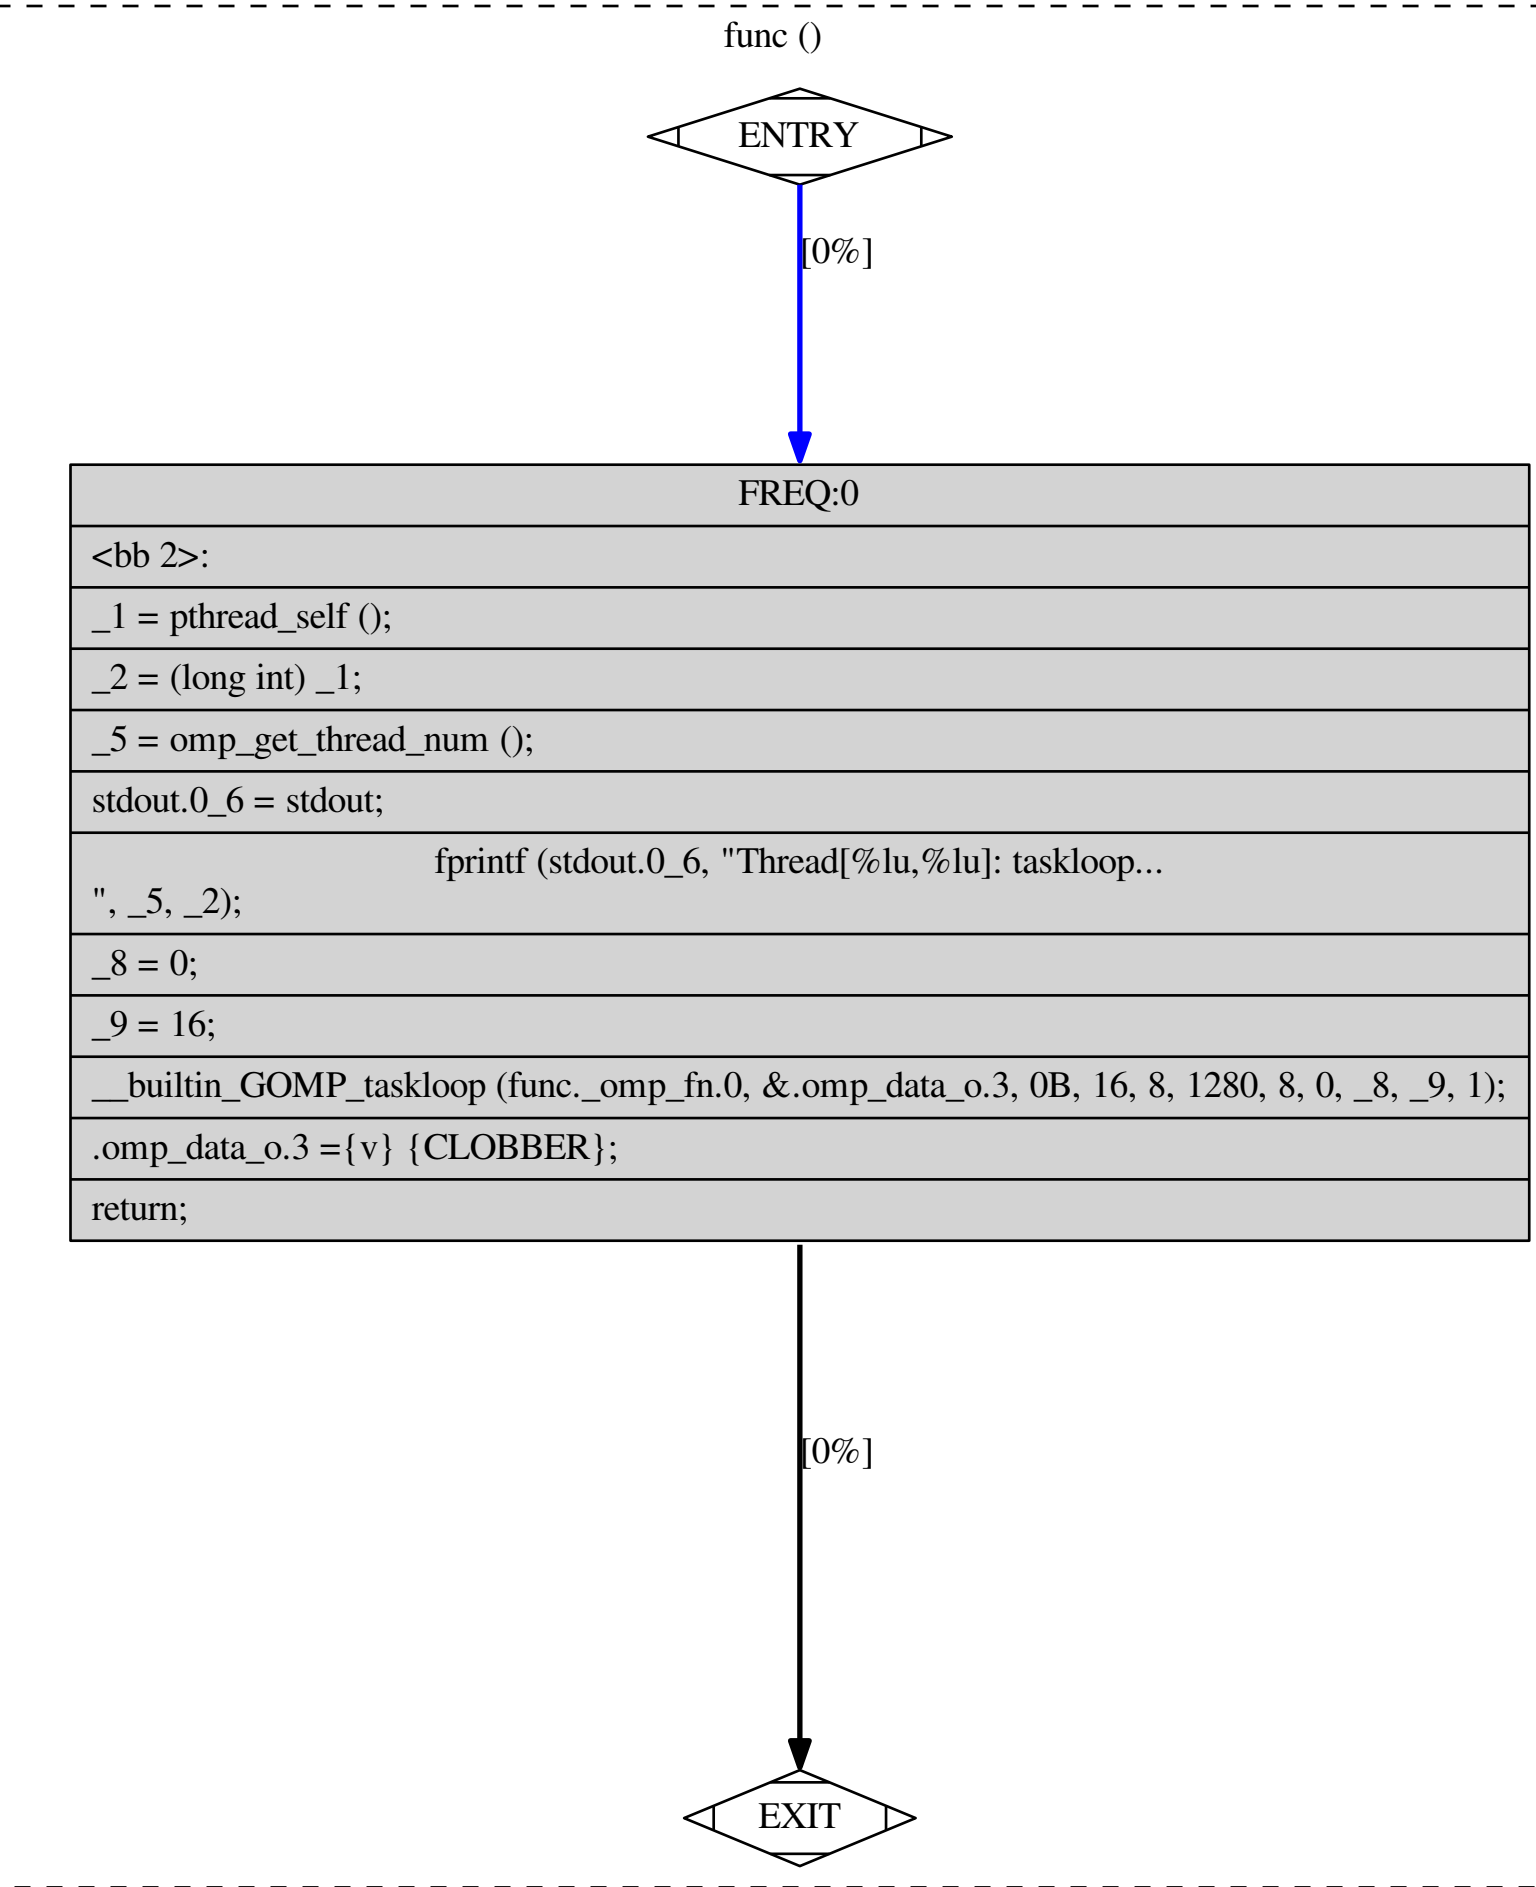 func ()
ENTRY
[0%]
FREQ:0
<bb 2>:
_1 = pthread_self ();
_2 = (long int) _1;
_5 = omp_get_thread_num ();
stdout.0_6 = stdout;
fprintf (stdout.0_6, "Thread[%lu,%lu]: taskloop...
", _5, _2);
_8 = 0;
_9 = 16;
__builtin_GOMP_taskloop (func._omp_fn.0, &.omp_data_o.3, 0B, 16, 8, 1280, 8, 0, _8, _9, 1);
.omp_data_o.3 ={v} {CLOBBER};
return;
[0%]
EXIT